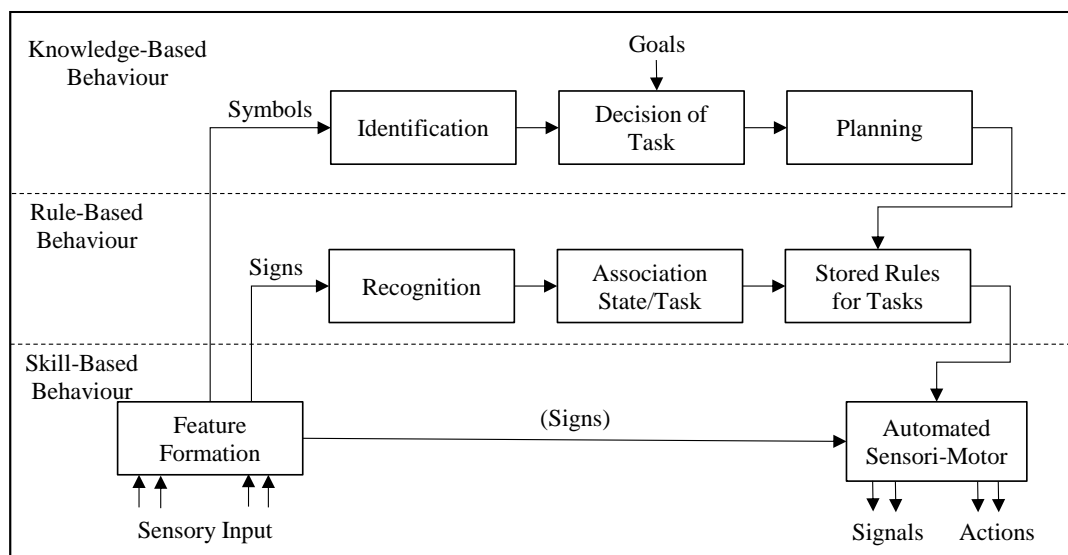 Knowledge-Based
Behaviour
Goals
Symbols
Identification
Decision of
Task
Planning
Rule-Based
Behaviour
Signs
Recognition
Association
State/Task
Stored Rules
for Tasks
Skill-Based
Behaviour
Feature
Formation
(Signs)
Automated
Sensori-Motor
Sensory Input
Signals
Actions